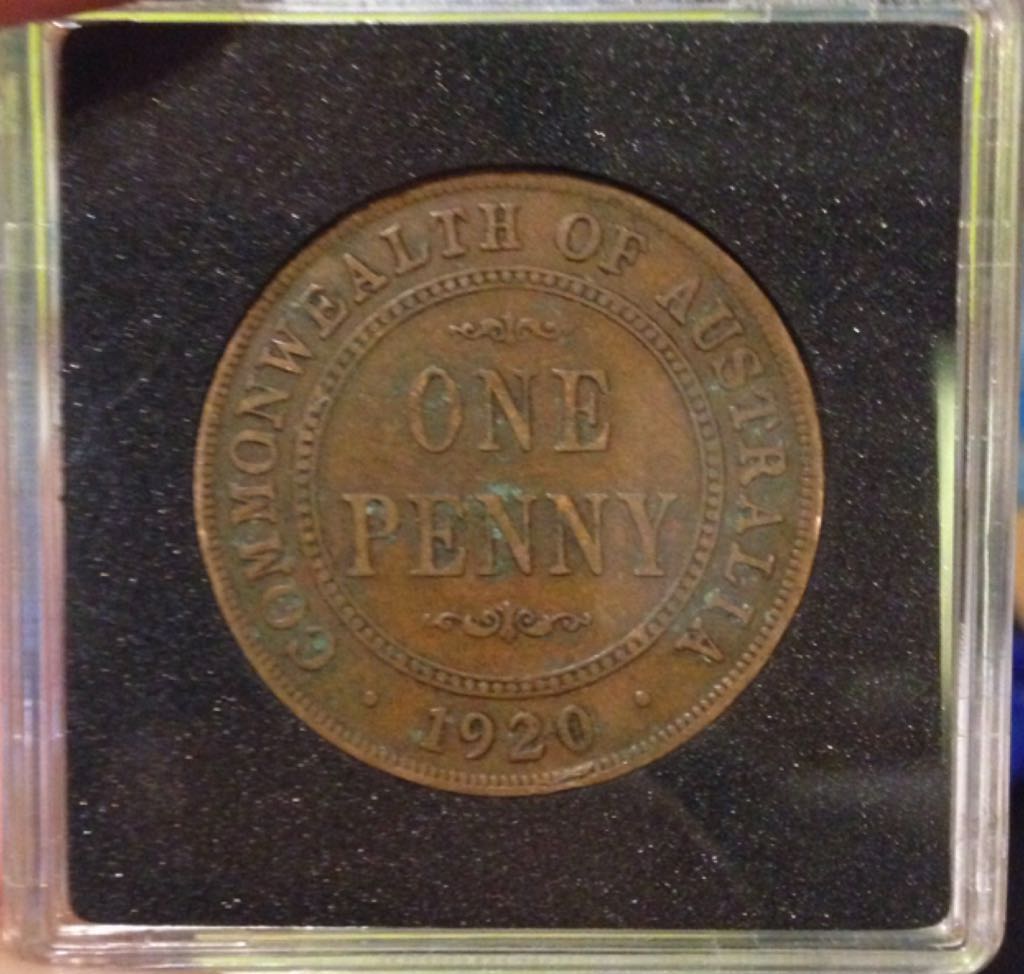 COMMONWEALTH OF AUSTRALIA
ONE
PENNY
· 1920 ·